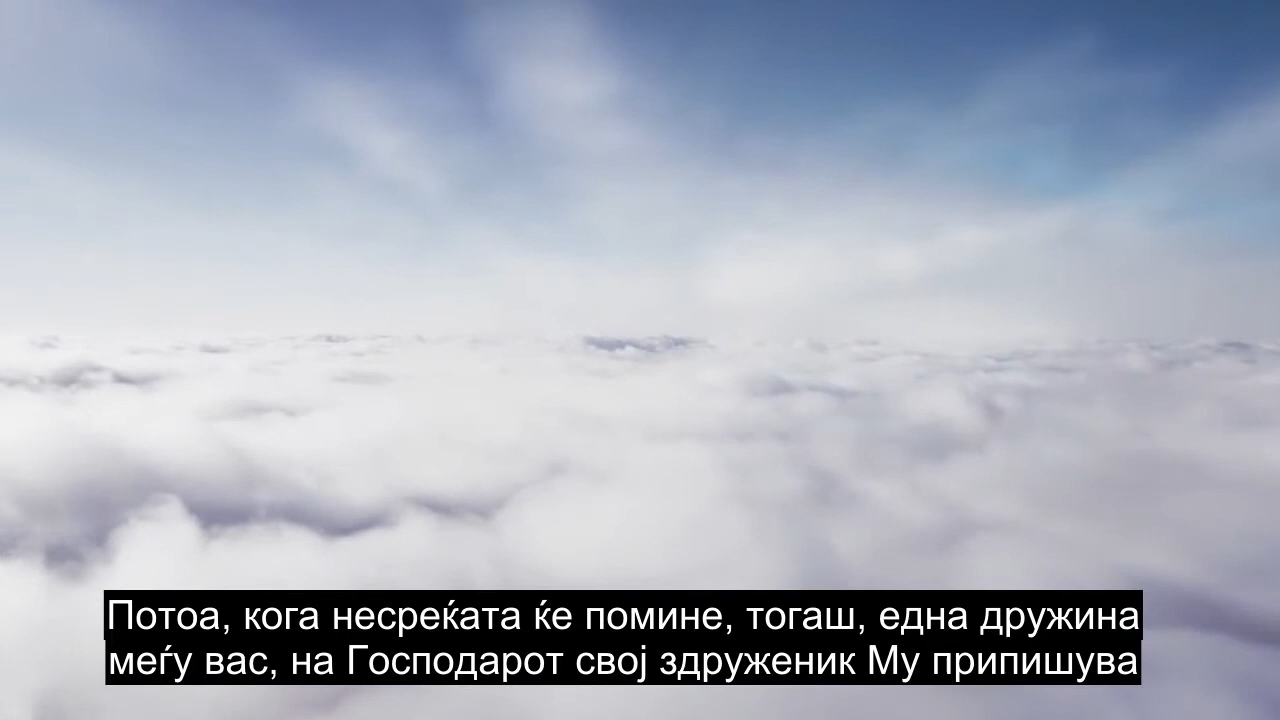 Потоа, кога несреќата ќе помине, тогаш, една дружина
меѓу вас, на Господарот свој здруженик Му припишува